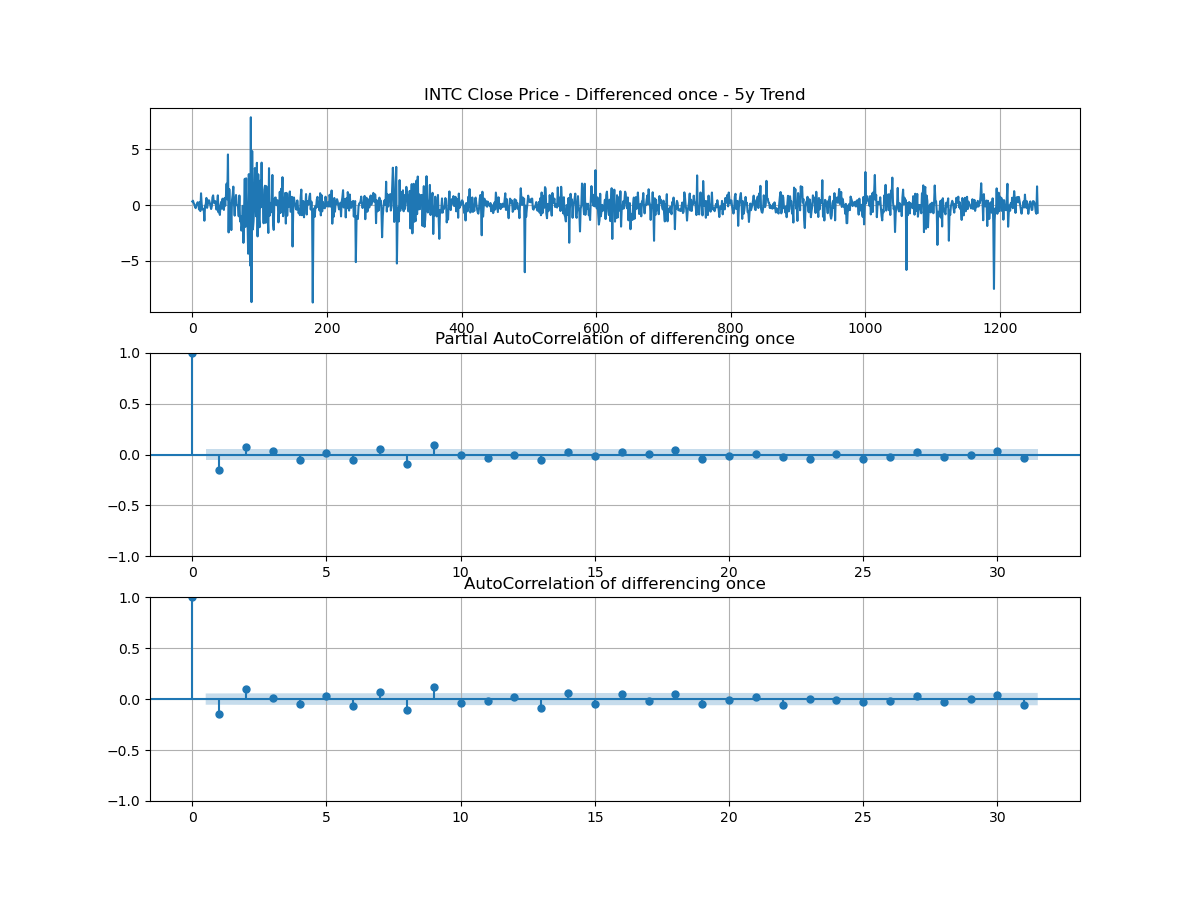 INTC Close Price - Differenced once - 5y Trend
5
0
−5
0 200 400 600 800 1000 1200
Partial AutoCorrelation of differencing once
1.0
0.5
0.0
−0.5
−1.0
0 5 10 15 20 25 30
AutoCorrelation of differencing once
1.0
0.5
0.0
−0.5
−1.0
0 5 10 15 20 25 30